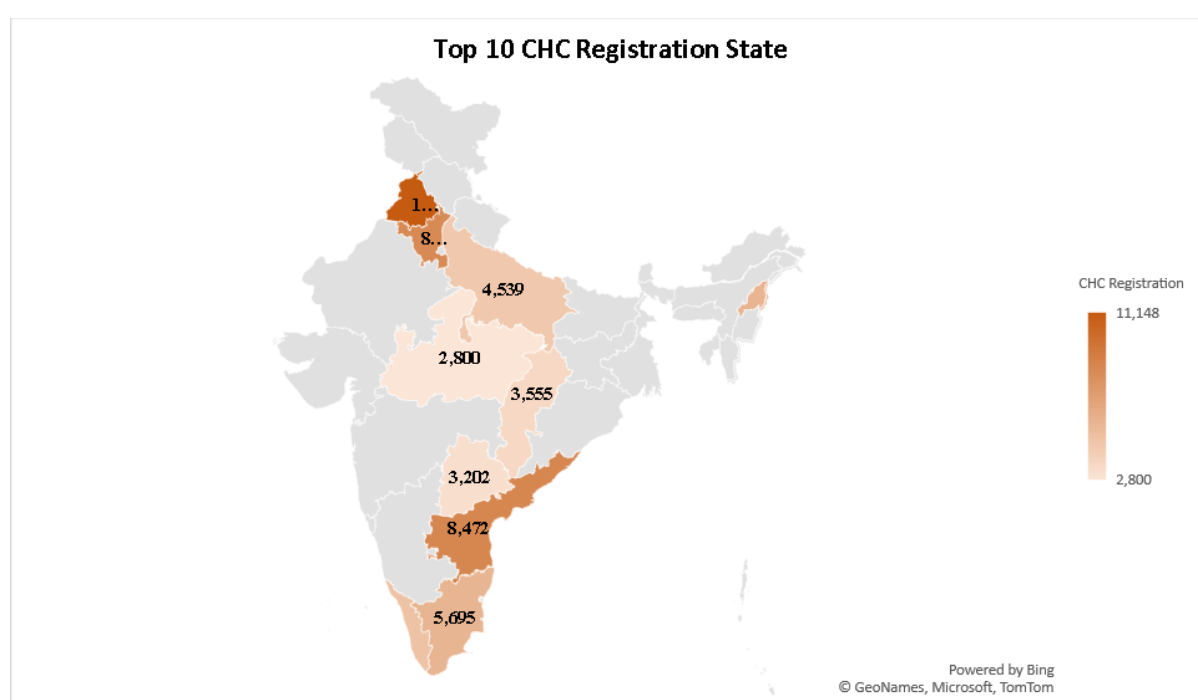 Top 10 CHC Registration State
1...
8...
4,539
2,800
3,555
3,202
8,472
5,695
CHC Registration
11,148
2,800
Powered by Bing
© GeoNames, Microsoft, TomTom